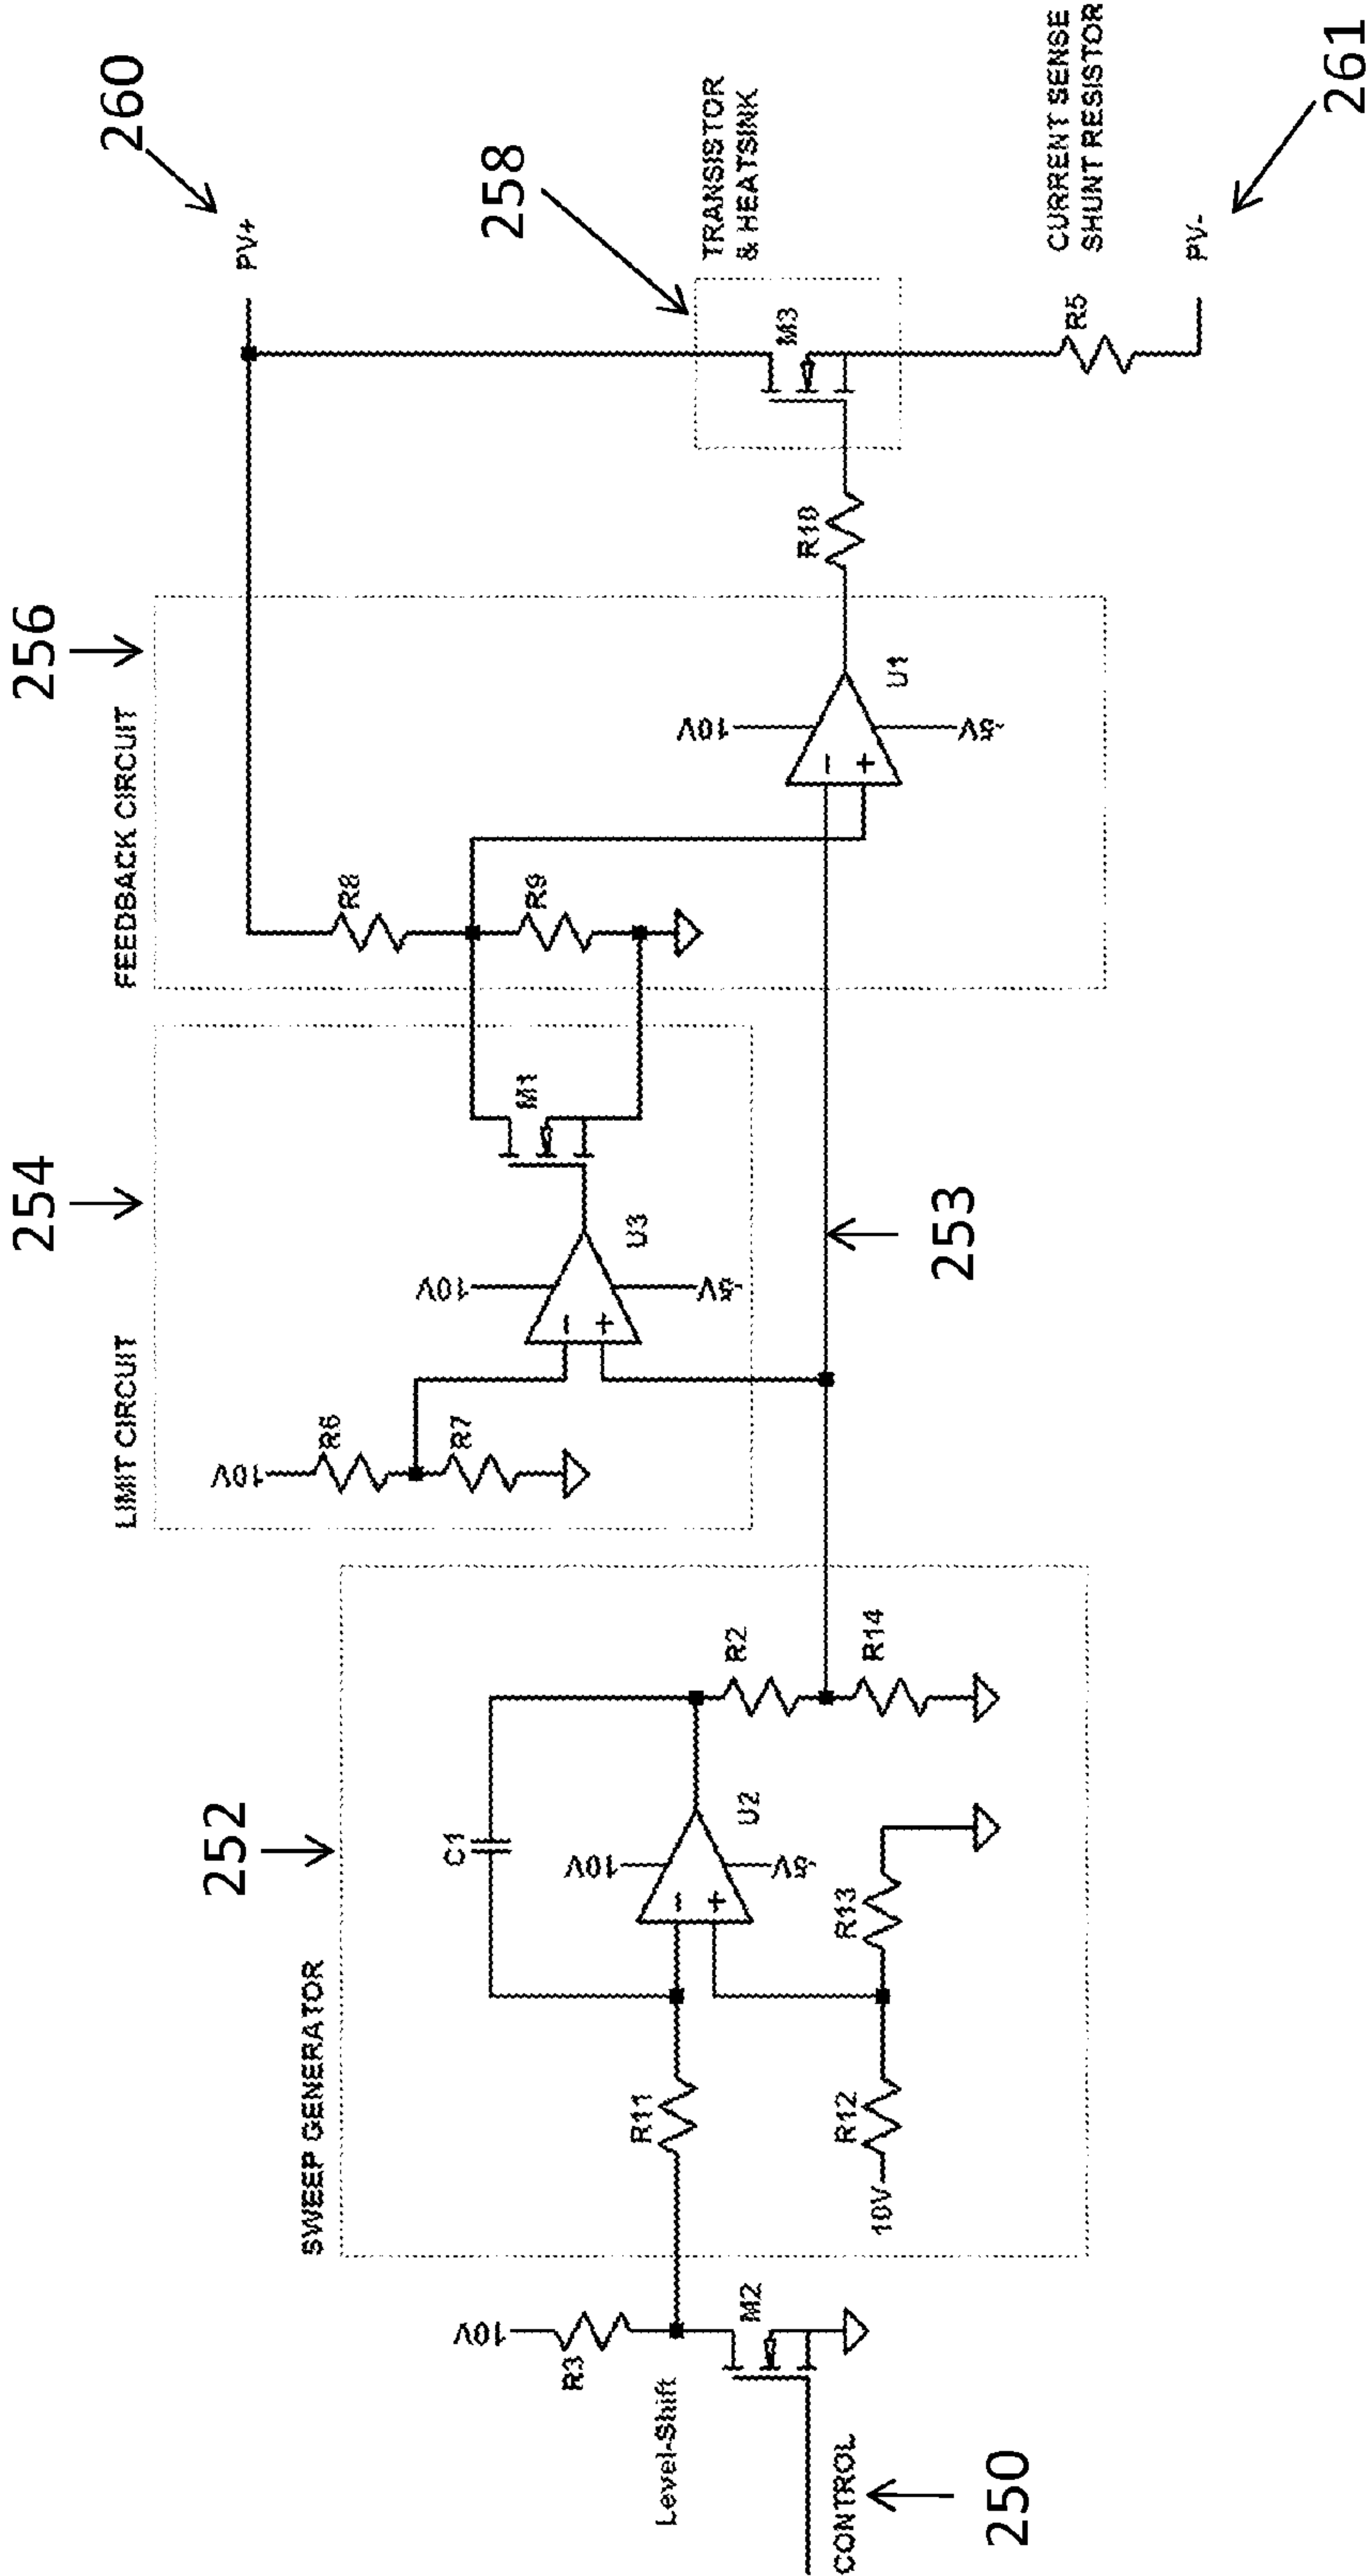 256
FEEDBACK CIRCUIT
260
PV+
254
LIMIT CIRCUIT
258
TRANSISTOR
& HEATSINK
252
SWEEP GENERATOR
R8
R9
10V
R6
R7
10V
U3
-5V
M1
M3
C1
10V
U2
-5V
R2
R14
10V
U1
-5V
R10
CURRENT SENSE
SHUNT RESISTOR
R5
PV-
261
10V
R3
Level-Shift
M2
R11
10V
R12
R13
253
CONTROL
250